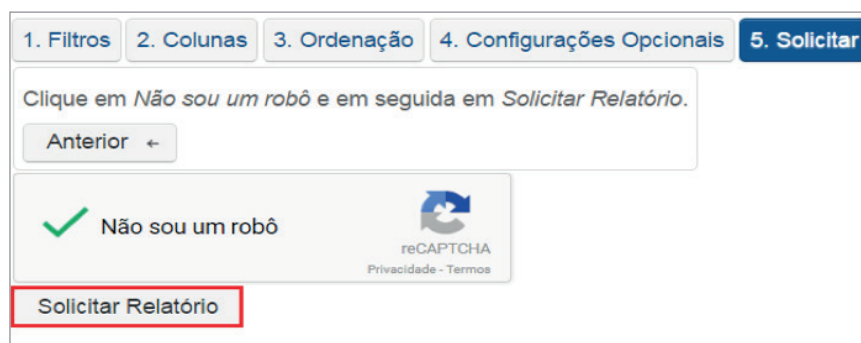 1. Filtros 2. Colunas 3. Ordenação 4. Configurações Opcionais 5. Solicitar
Clique em Não sou um robô e em seguida em Solicitar Relatório.
Anterior ←
Não sou um robô
reCAPTCHA
Privacidade - Termos
Solicitar Relatório